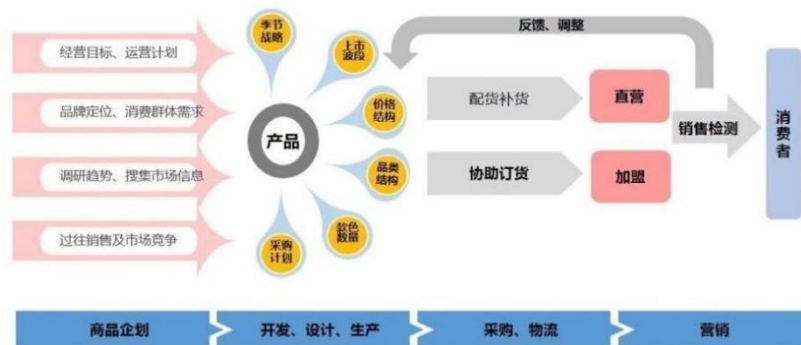 经营目标、运营计划
品牌定位、消费群体需求
调研趋势、搜集市场信息
过往销售及市场竞争
季节
战略
上市
波段
价格
结构
品类
结构
款色
数量
采购
计划
产品
反馈、调整
配货补货
直营
协助订货
加盟
销售检测
消费者
商品企划
开发、设计、生产
采购、物流
营销